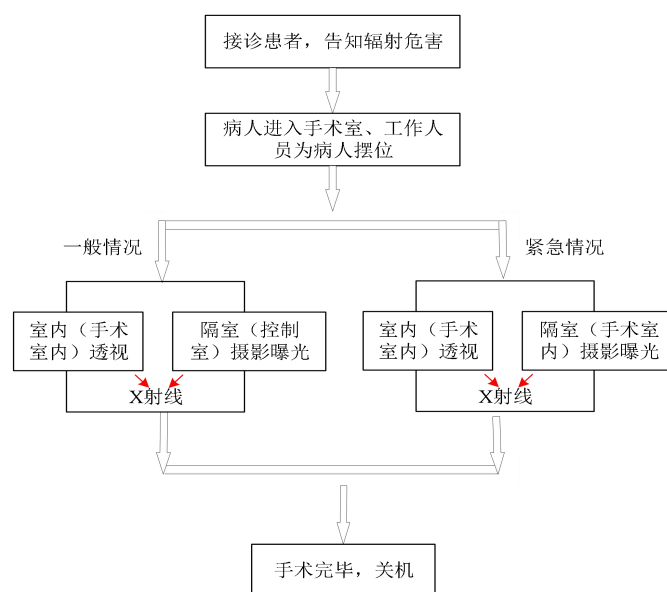 接诊患者，告知辐射危害
病人进入手术室、工作人
员为病人摆位
一般情况
紧急情况
室内（手术
室内）透视
隔室（控制
室）摄影曝光
X射线
室内（手术
室内）透视
隔室（手术室
内）摄影曝光
X射线
手术完毕，关机